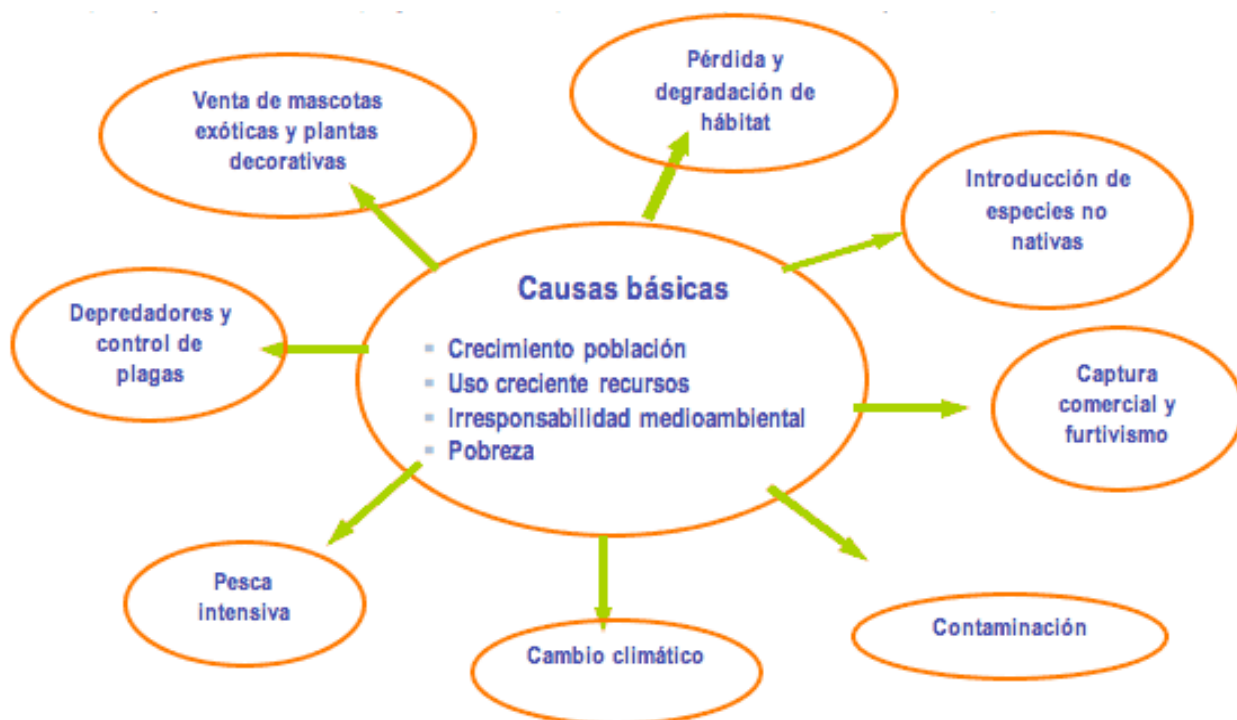 Pérdida y
degradación de
hábitat
Venta de mascotas
exóticas y plantas
decorativas
Introducción de
especies no
nativas
Causas básicas
- Crecimiento población
- Uso creciente recursos
- Irresponsabilidad medioambiental
- Pobreza
Depredadores y
control de
plagas
Captura
comercial y
furtivismo
Pesca
intensiva
Contaminación
Cambio climático